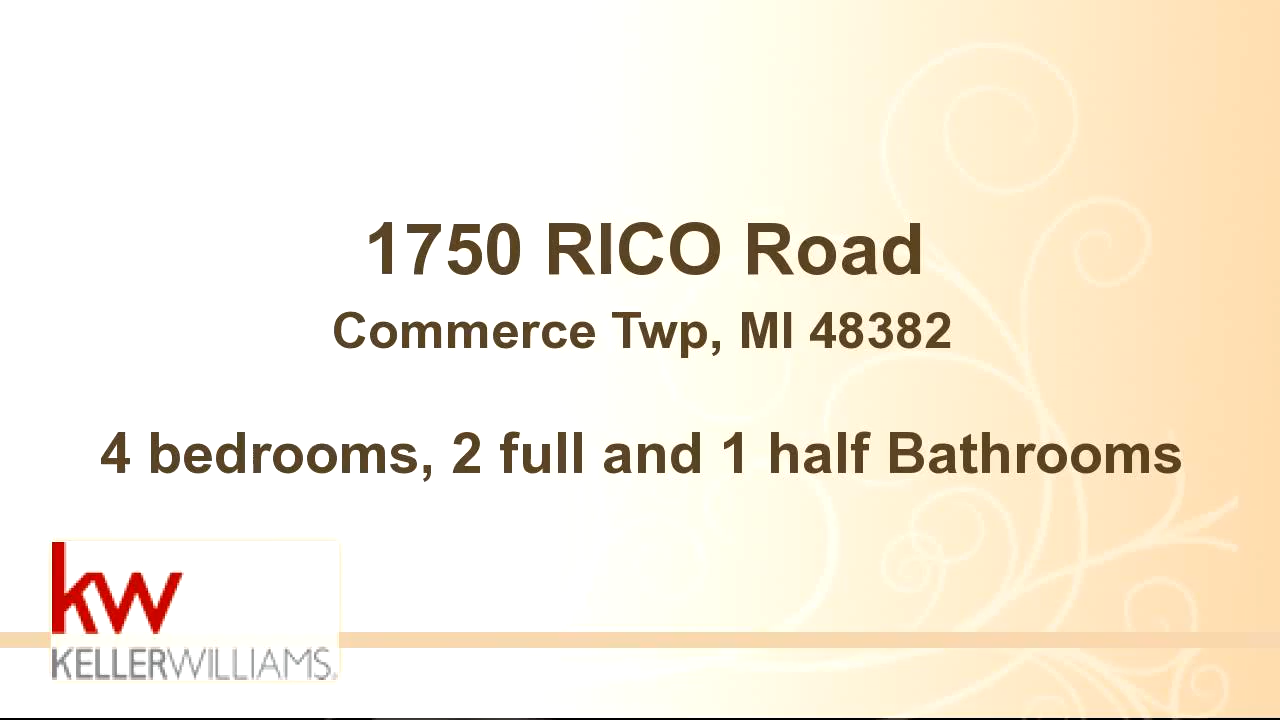 1750 RICO Road
Commerce Twp, MI 48382
4 bedrooms, 2 full and 1 half Bathrooms
kw
KELLERWILLIAMS.